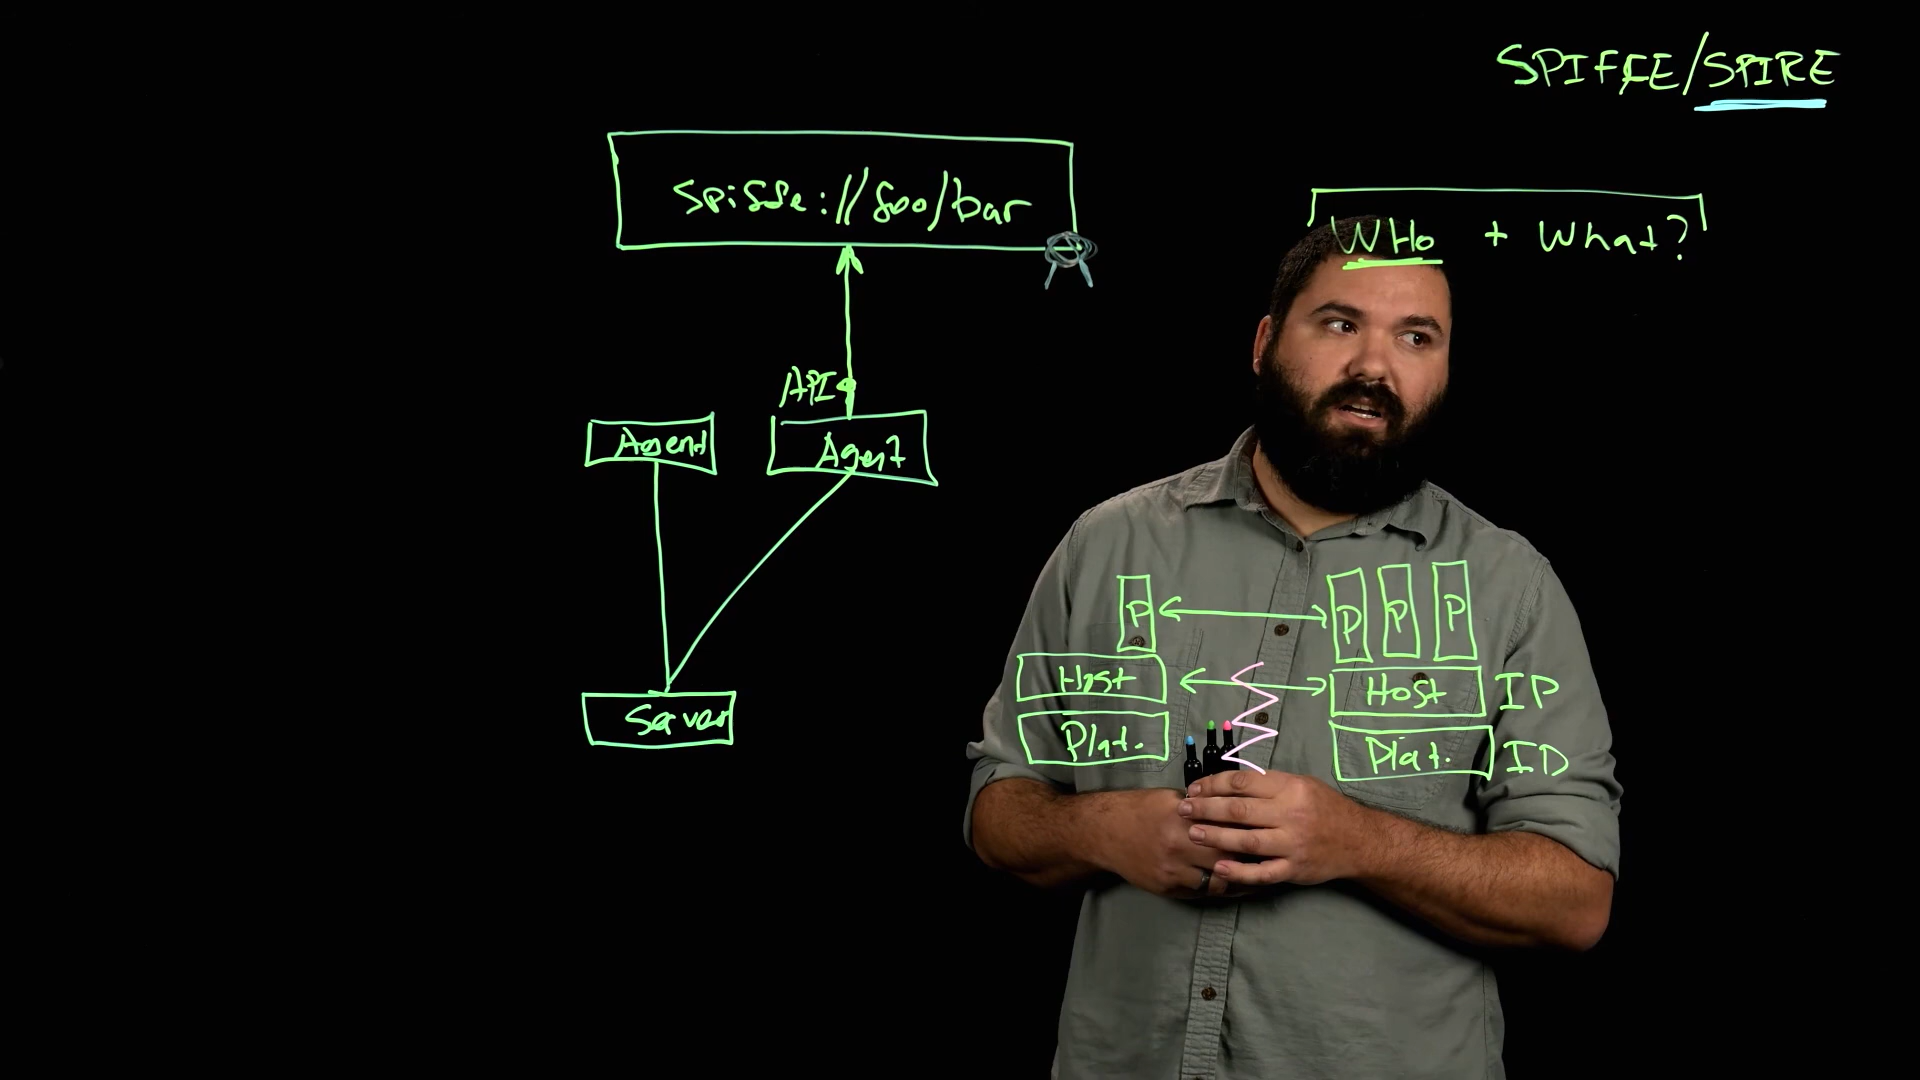 SPIFFE/SPIRE
spiffe://foo/bar
WHO + What?
API
Agent
Agent
Server
P
P
P
P
Host
Host
IP
Plat.
Plat.
ID